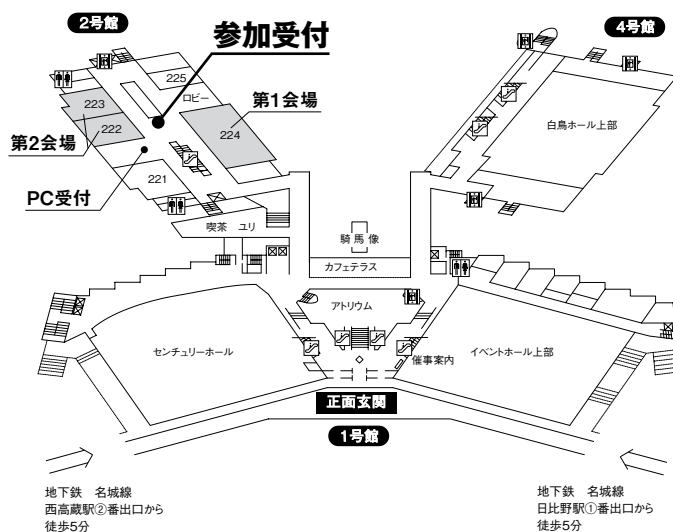 2号館
参加受付
4号館
225
ロビー
第1会場
223
222
224
第2会場
白鳥ホール上部
221
PC受付
喫茶 ユリ
騎馬像
カフェテラス
アトリウム
センチュリーホール
催事案内
イベントホール上部
正面玄関
1号館
地下鉄 名城線
西高蔵駅②番出口から
徒歩5分
地下鉄 名城線
日比野駅①番出口から
徒歩5分